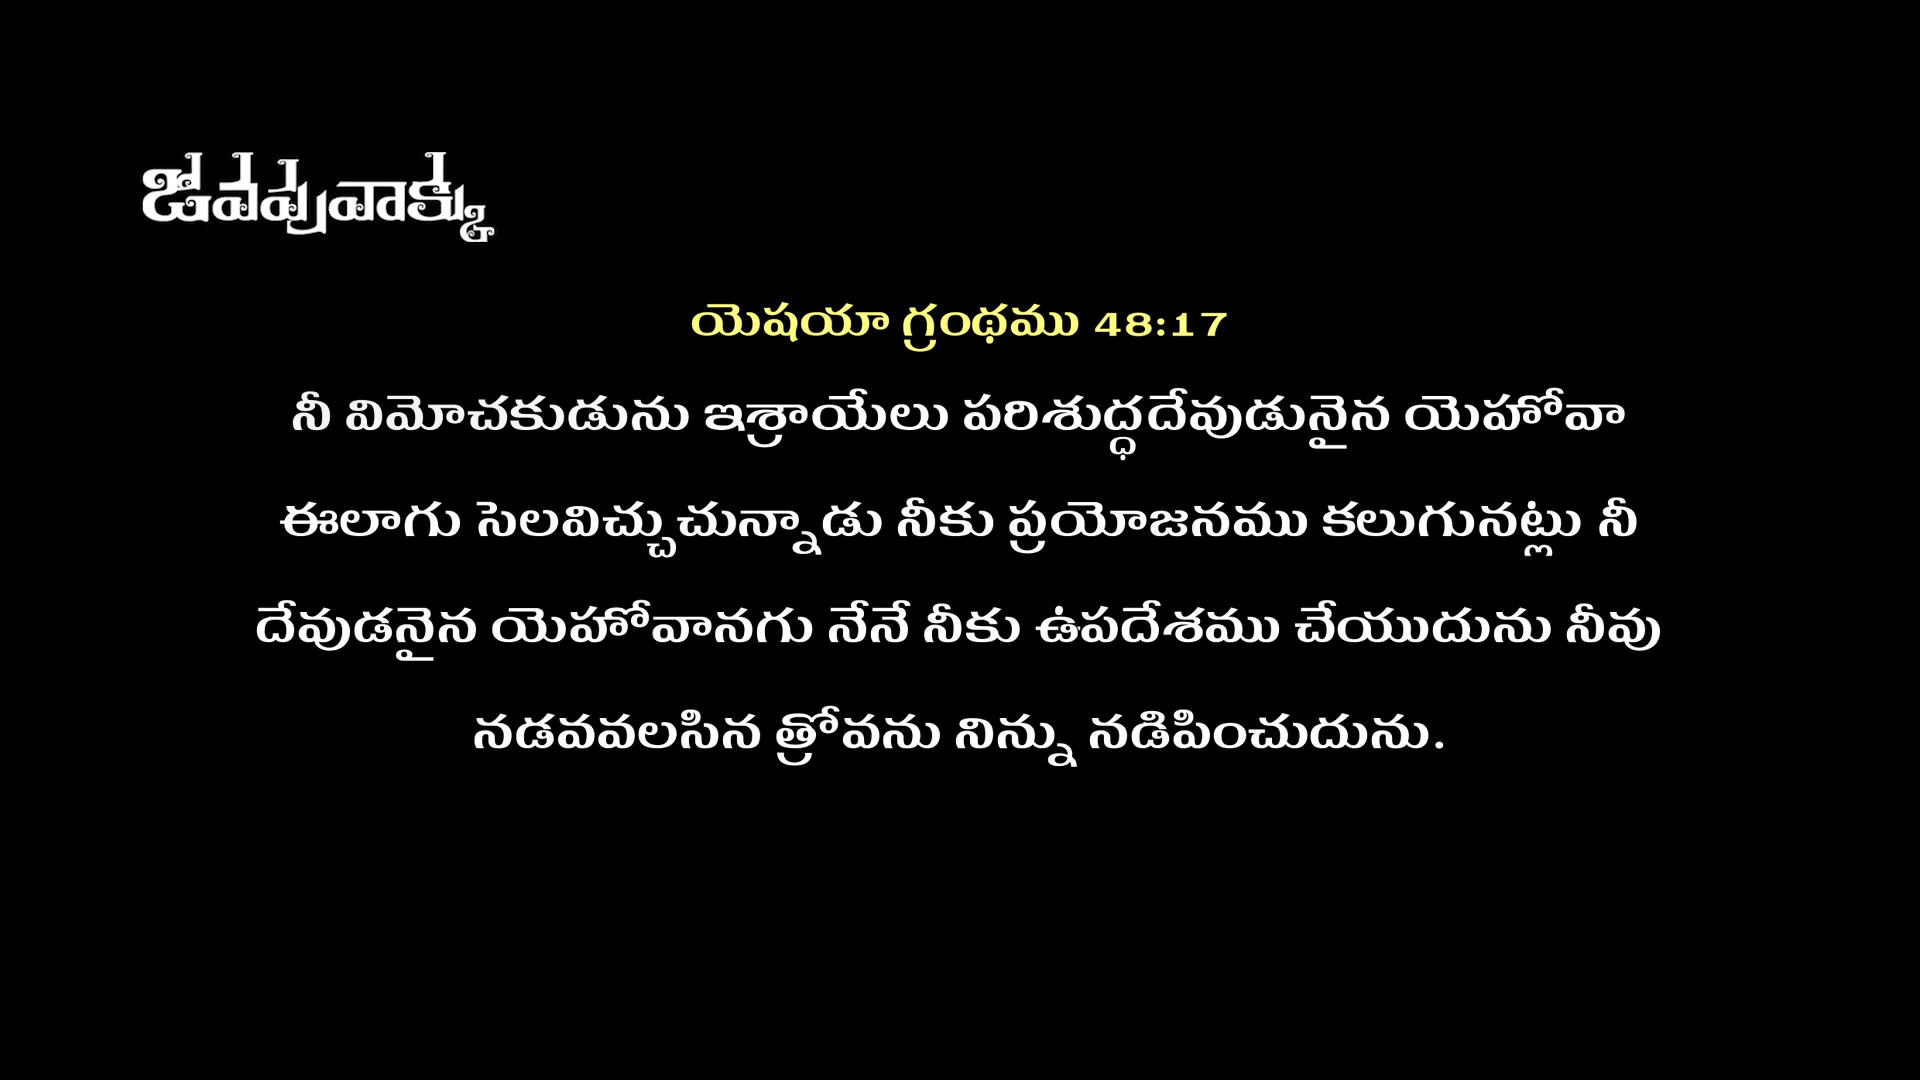 జీవపువాక్కు
యెషయా గ్రంథము 48:17
నీ విమోచకుడును ఇశ్రాయేలు పరిశుద్ధదేవుడునైన యెహోవా
ఈలాగు సెలవిచ్చుచున్నాడు నీకు ప్రయోజనము కలుగునట్లు నీ
దేవుడనైన యెహోవానగు నేనే నీకు ఉపదేశము చేయుదును నీవు
నడవవలసిన త్రోవను నిన్ను నడిపించుదును.